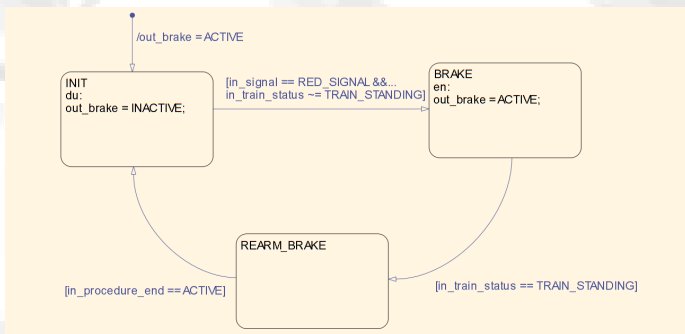 /out_brake = ACTIVE
INIT
du:
out_brake = INACTIVE;
[in_signal == RED_SIGNAL &&...
in_train_status ~= TRAIN_STANDING]
BRAKE
en:
out_brake = ACTIVE;
REARM_BRAKE
[in_procedure_end == ACTIVE]
[in_train_status == TRAIN_STANDING]